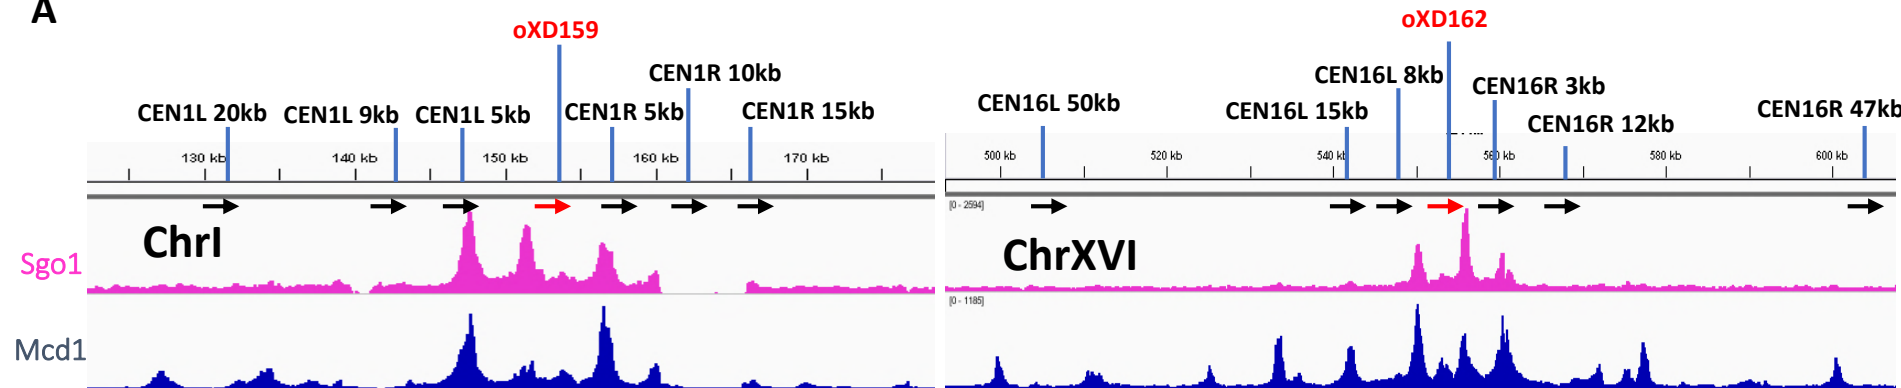 A
oXD159
CEN1R 10kb
CEN1L 20kb CEN1L 9kb CEN1L 5kb CEN1R 5kb CEN1R 15kb
130 kb 140 kb 150 kb 160 kb 170 kb
ChrI
oXD162
CEN16L 8kb CEN16R 3kb
CEN16L 50kb CEN16L 15kb CEN16R 12kb CEN16R 47kb
500 kb 520 kb 540 kb 560 kb 580 kb 600 kb
[0 - 2594]
ChrXVI
[0 - 1185]
Sgo1
Mcd1